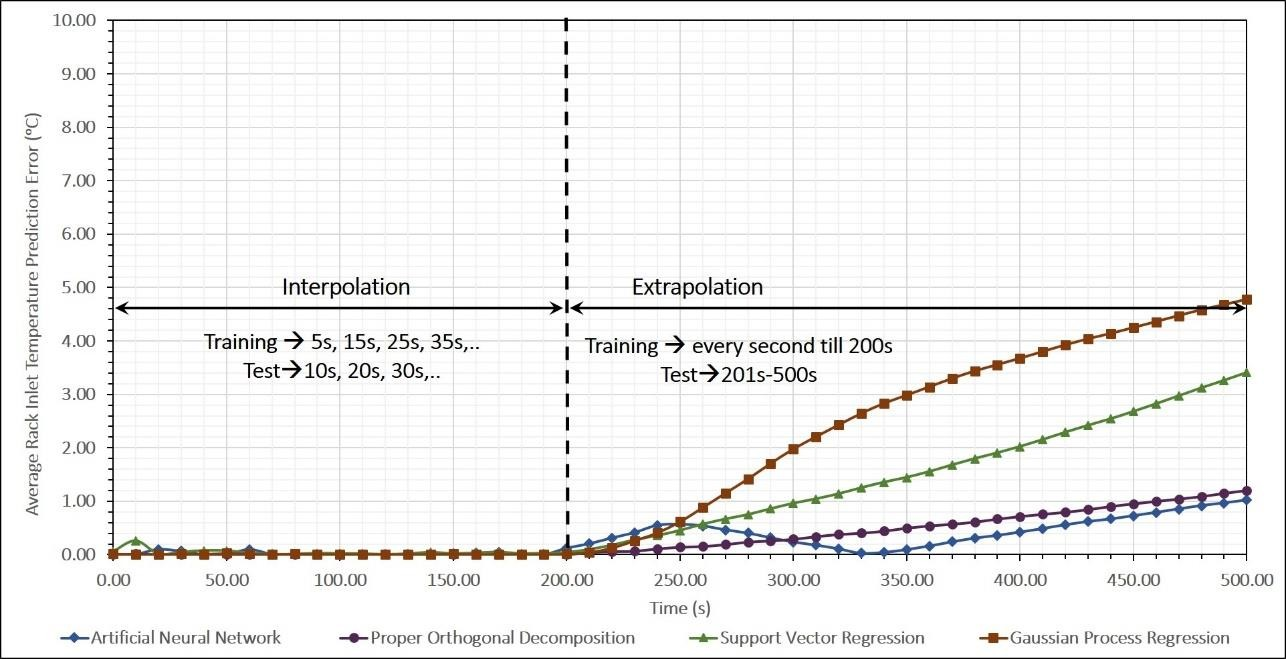 10.00
9.00
8.00
7.00
6.00
5.00
4.00
3.00
2.00
1.00
0.00
Average Rack Inlet Temperature Prediction Error (°C)
Interpolation
Training → 5s, 15s, 25s, 35s,..
Test→10s, 20s, 30s,..
Extrapolation
Training → every second till 200s
Test→201s-500s
0.00 50.00 100.00 150.00 200.00 250.00 300.00 350.00 400.00 450.00 500.00
Time (s)
Artificial Neural Network Proper Orthogonal Decomposition Support Vector Regression Gaussian Process Regression